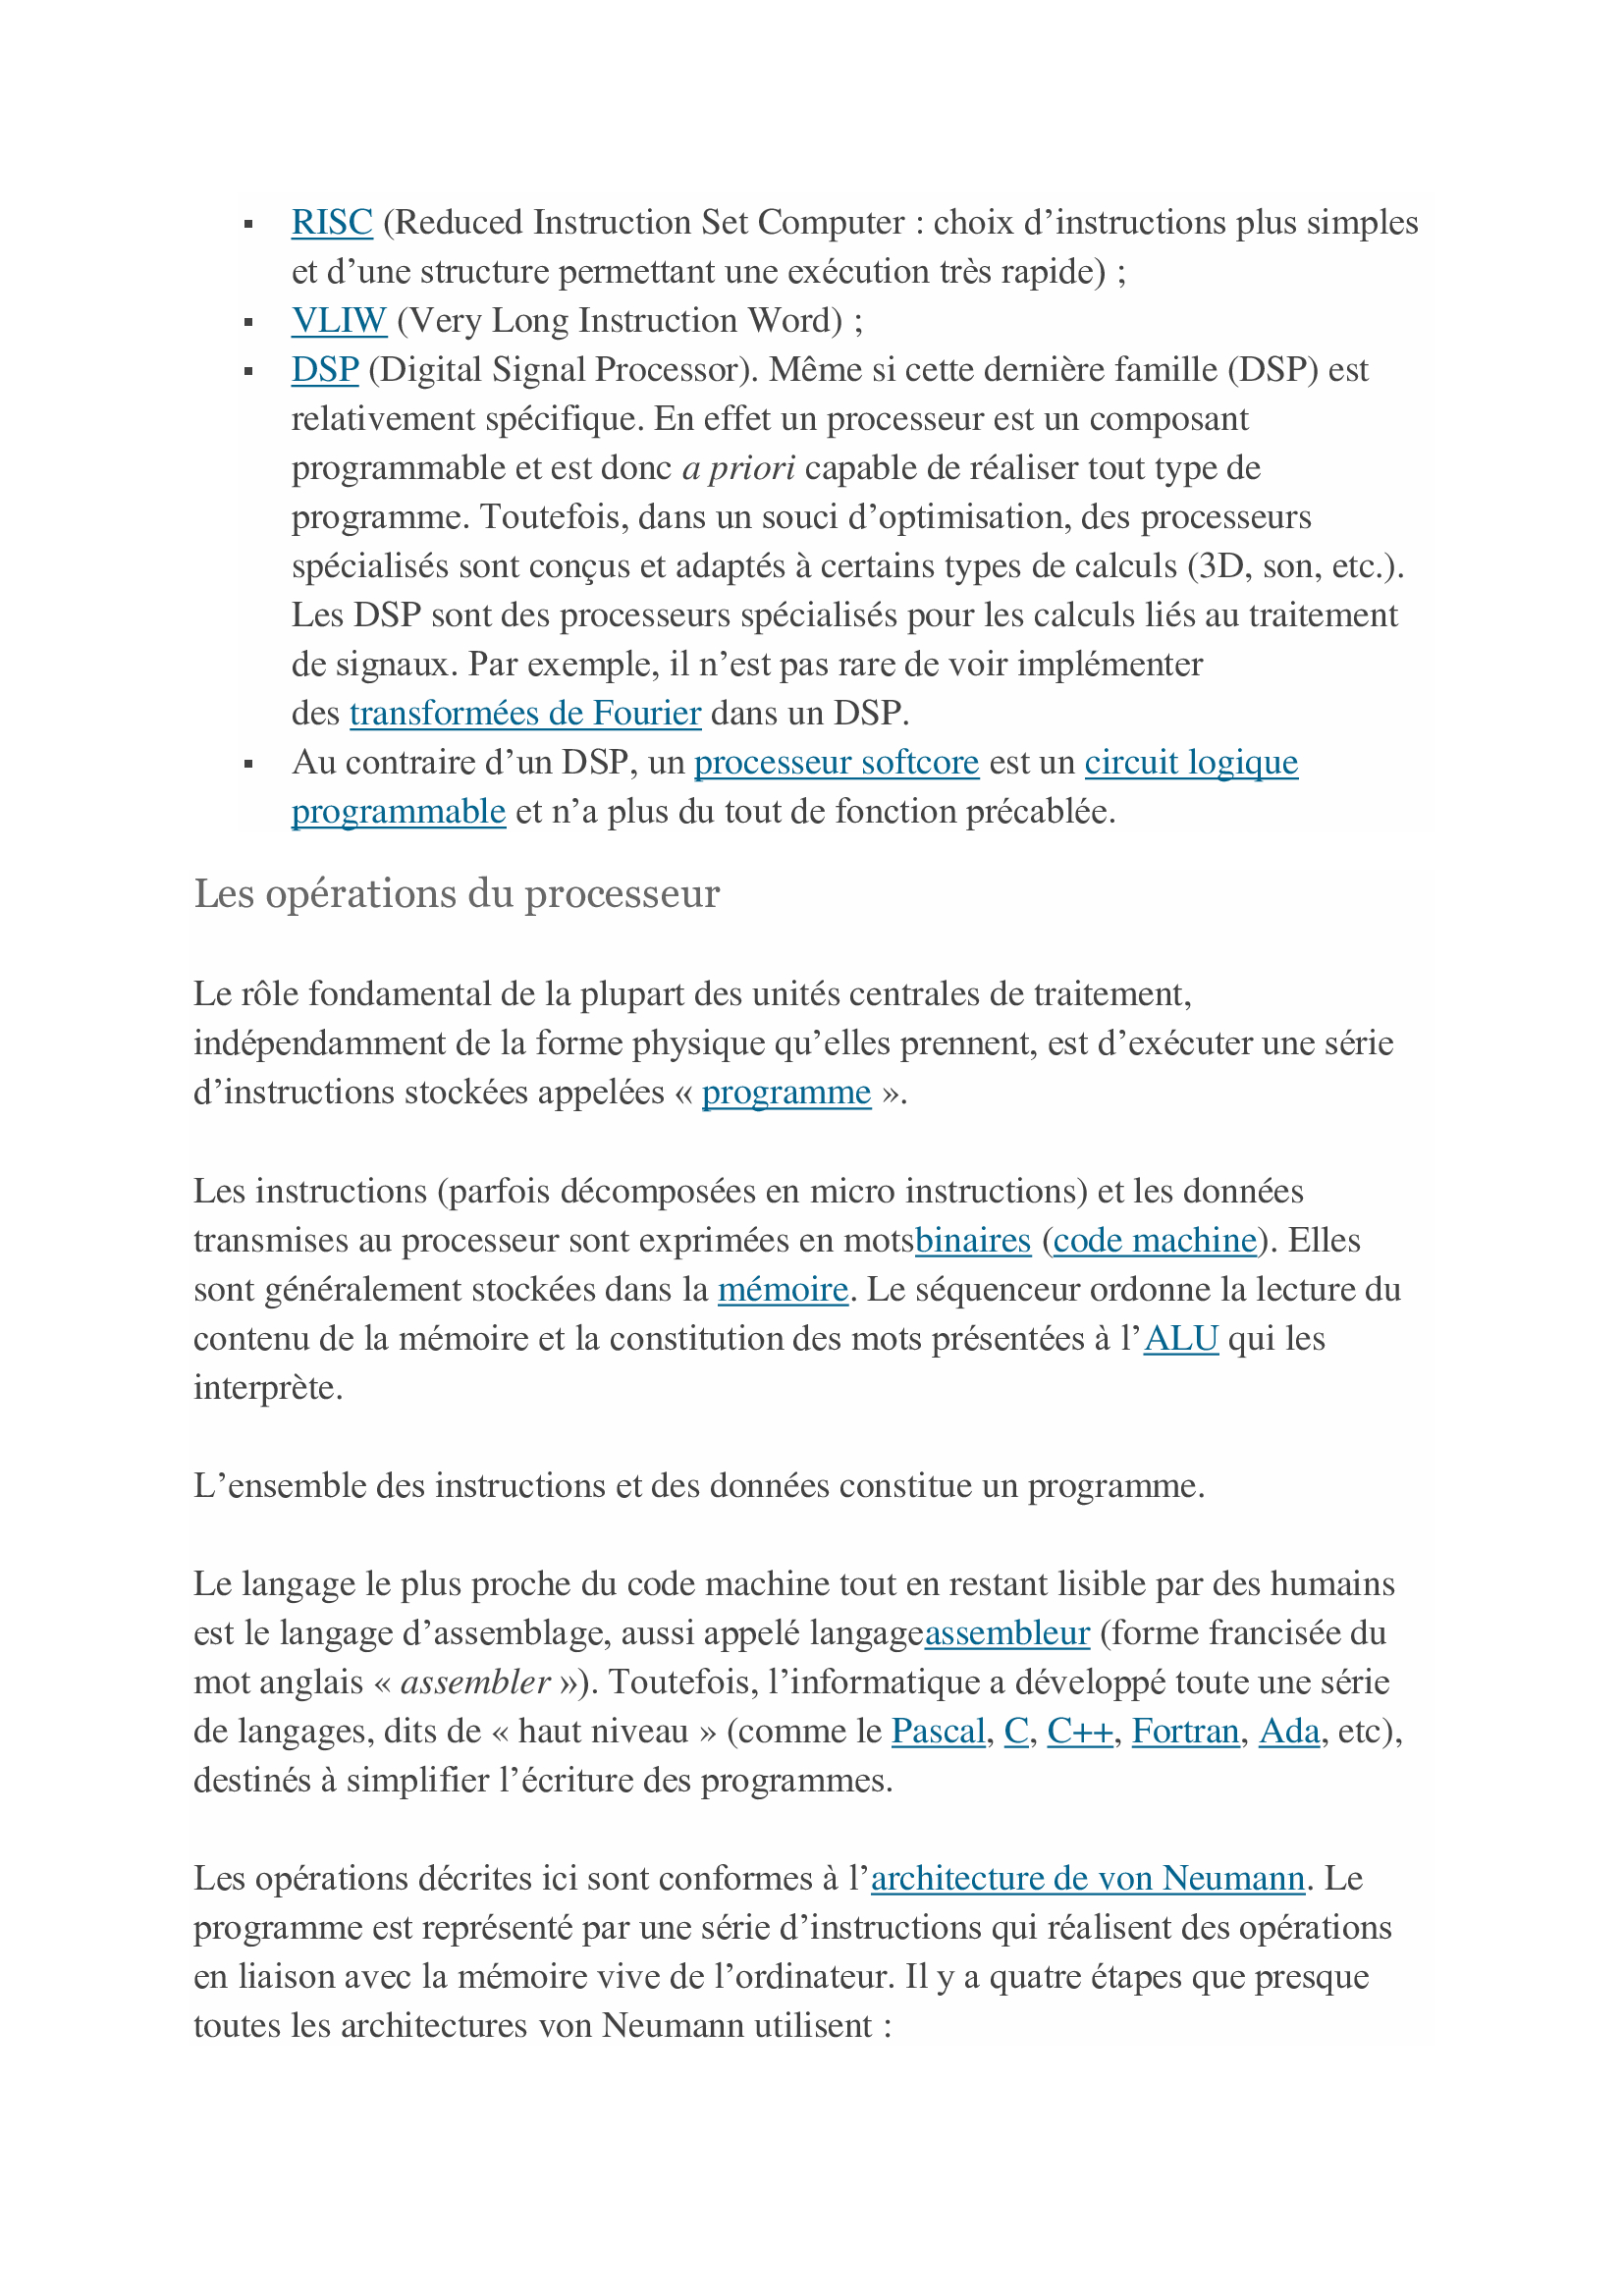 ▪ RISC (Reduced Instruction Set Computer : choix d’instructions plus simples
et d’une structure permettant une exécution très rapide) ;
▪ VLIW (Very Long Instruction Word) ;
▪ DSP (Digital Signal Processor). Même si cette dernière famille (DSP) est
relativement spécifique. En effet un processeur est un composant
programmable et est donc a priori capable de réaliser tout type de
programme. Toutefois, dans un souci d’optimisation, des processeurs
spécialisés sont conçus et adaptés à certains types de calculs (3D, son, etc.).
Les DSP sont des processeurs spécialisés pour les calculs liés au traitement
de signaux. Par exemple, il n’est pas rare de voir implémenter
des transformées de Fourier dans un DSP.
▪ Au contraire d’un DSP, un processeur softcore est un circuit logique
programmable et n’a plus du tout de fonction précablée.
Les opérations du processeur
Le rôle fondamental de la plupart des unités centrales de traitement,
indépendamment de la forme physique qu’elles prennent, est d’exécuter une série
d’instructions stockées appelées « programme ».
Les instructions (parfois décomposées en micro instructions) et les données
transmises au processeur sont exprimées en motsbinaires (code machine). Elles
sont généralement stockées dans la mémoire. Le séquenceur ordonne la lecture du
contenu de la mémoire et la constitution des mots présentées à l’ALU qui les
interprète.
L’ensemble des instructions et des données constitue un programme.
Le langage le plus proche du code machine tout en restant lisible par des humains
est le langage d’assemblage, aussi appelé langageassembleur (forme francisée du
mot anglais « assembler »). Toutefois, l’informatique a développé toute une série
de langages, dits de « haut niveau » (comme le Pascal, C, C++, Fortran, Ada, etc),
destinés à simplifier l’écriture des programmes.
Les opérations décrites ici sont conformes à l’architecture de von Neumann. Le
programme est représenté par une série d’instructions qui réalisent des opérations
en liaison avec la mémoire vive de l’ordinateur. Il y a quatre étapes que presque
toutes les architectures von Neumann utilisent :